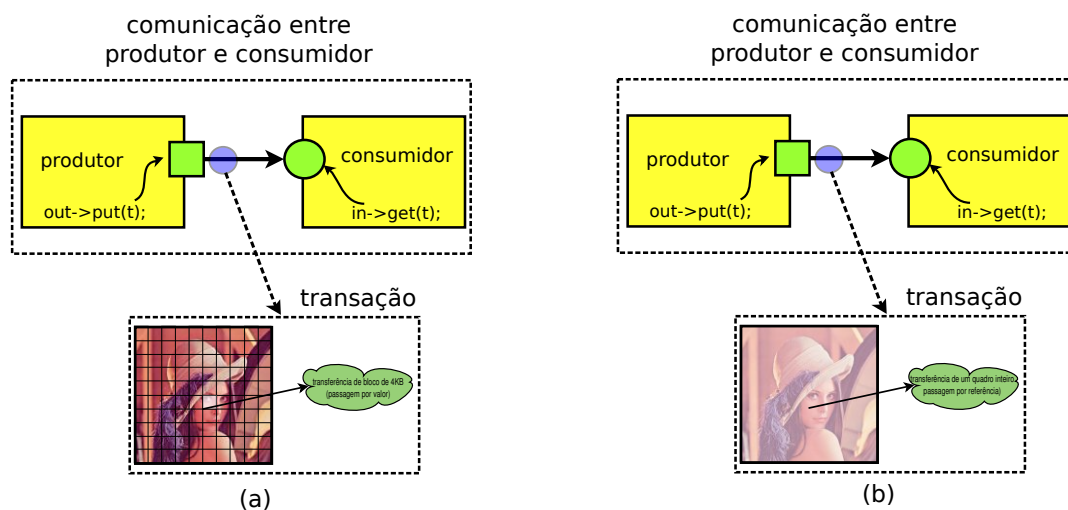 comunicação entre
produtor e consumidor
produtor
consumidor
out->put(t);
in->get(t);
transação
transferência de bloco de 4KB
(passagem por valor)
(a)
comunicação entre
produtor e consumidor
produtor
consumidor
out->put(t);
in->get(t);
transação
transferência de um quadro inteiro
passagem por referência)
(b)